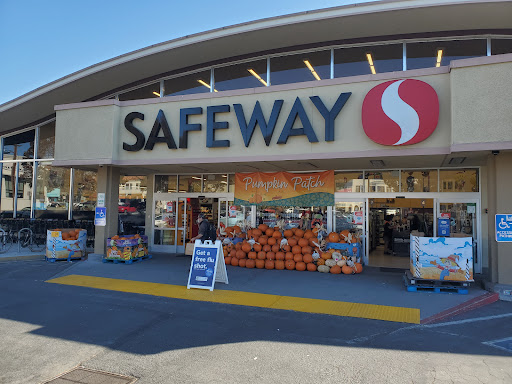 SAFEWAY
Pumpkin Patch
Get a
free flu
shot